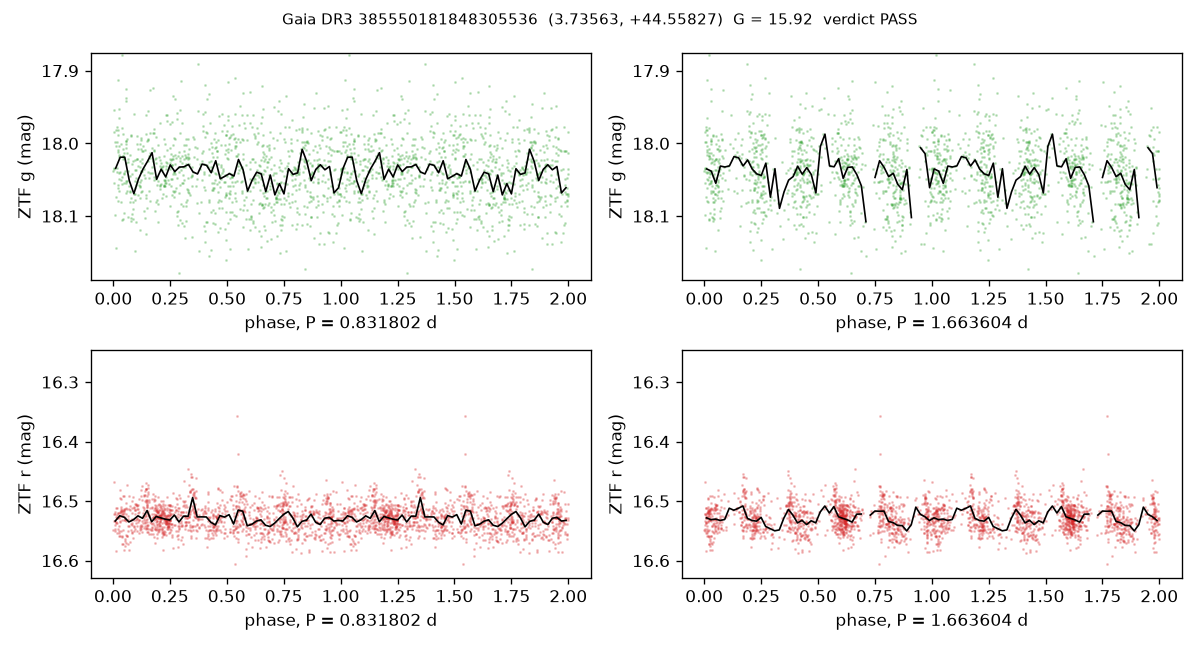 Gaia DR3 385550181848305536 (3.73563, +44.55827) G = 15.92 verdict PASS
ZTF g (mag)
17.9
18.0
18.1
0.00 0.25 0.50 0.75 1.00 1.25 1.50 1.75 2.00
phase, P = 0.831802 d
ZTF g (mag)
17.9
18.0
18.1
0.00 0.25 0.50 0.75 1.00 1.25 1.50 1.75 2.00
phase, P = 1.663604 d
ZTF r (mag)
16.3
16.4
16.5
16.6
0.00 0.25 0.50 0.75 1.00 1.25 1.50 1.75 2.00
phase, P = 0.831802 d
ZTF r (mag)
16.3
16.4
16.5
16.6
0.00 0.25 0.50 0.75 1.00 1.25 1.50 1.75 2.00
phase, P = 1.663604 d